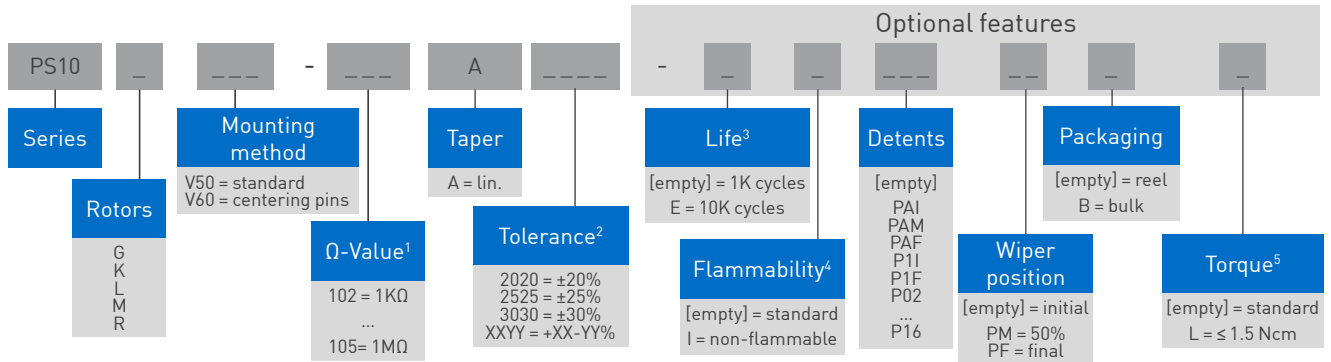 Optional features
PS10 _ _ _ _ - _ _ _ A _ _ _ _ - _ _ _ _ _ _ _ _ _
Series
Rotors
G
K
L
M
R
Mounting
method
V50 = standard
V60 = centering pins
Ω-Value¹
102 = 1KΩ
...
105= 1MΩ
Taper
A = lin.
Tolerance²
2020 = ±20%
2525 = ±25%
3030 = ±30%
XXYY = +XX-YY%
Life³
[empty] = 1K cycles
E = 10K cycles
Flammability⁴
[empty] = standard
I = non-flammable
Detents
[empty]
PAI
PAM
PAF
P1I
P1F
P02
...
P16
Wiper
position
[empty] = initial
PM = 50%
PF = final
Packaging
[empty] = reel
B = bulk
Torque⁵
[empty] = standard
L = ≤ 1.5 Ncm